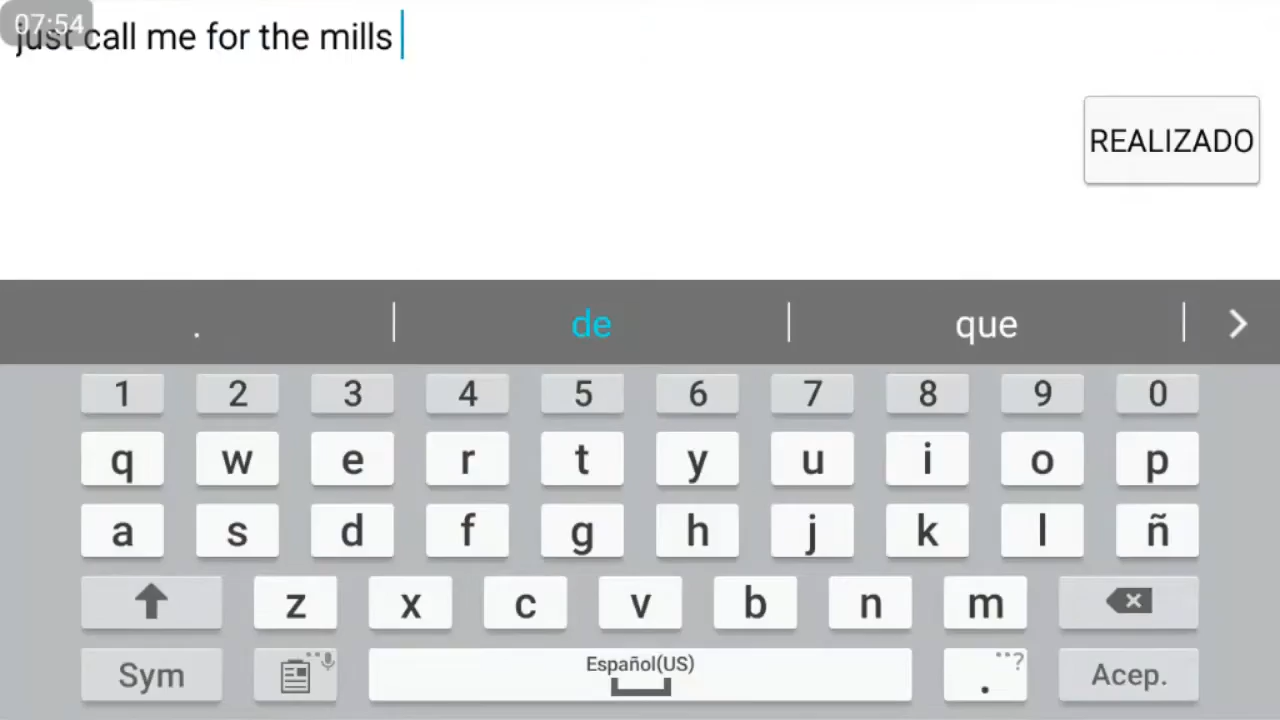 07:54
just call me for the mills
REALIZADO
. de que
1 2 3 4 5 6 7 8 9 0
q w e r t y u i o p
a s d f g h j k l ñ
z x c v b n m
Sym Español(US) . ? Acep.